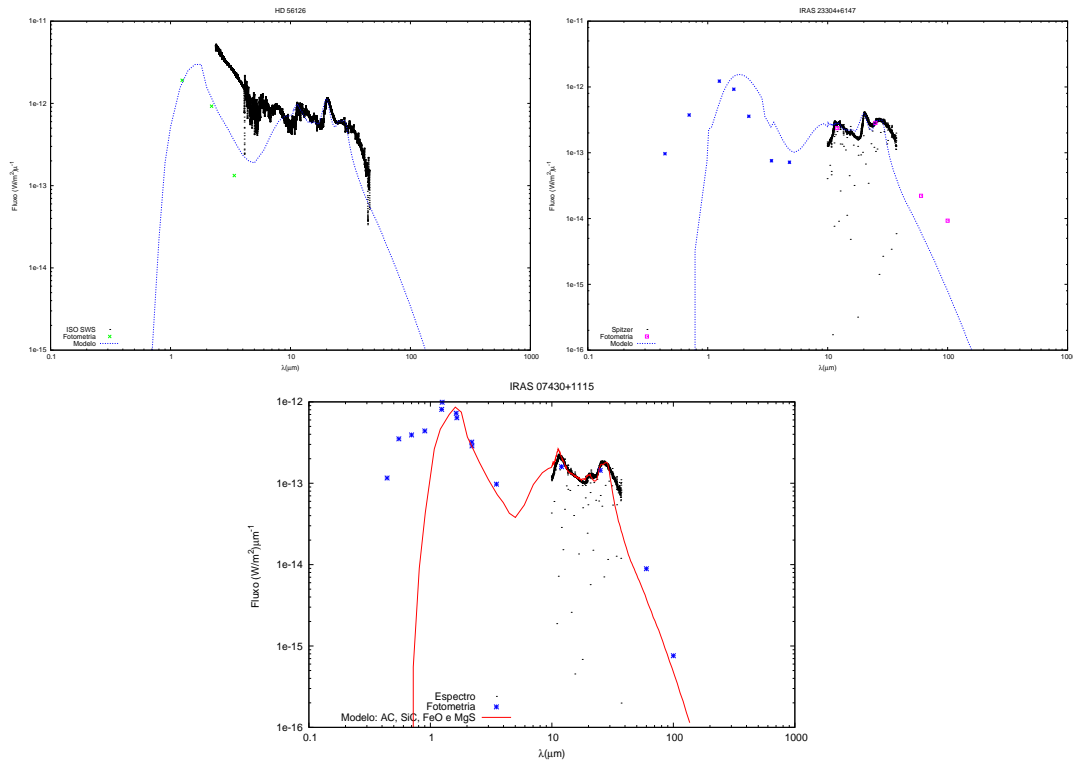 HD 56126
1e-11
1e-12
1e-13
1e-14
1e-15
Fluxo (W/m²)μ⁻¹
ISO SWS
Fotometria
Modelo
0.1 1 10 100 1000
λ(μm)
IRAS 23304+6147
1e-11
1e-12
1e-13
1e-14
1e-15
1e-16
Fluxo (W/m²)μ⁻¹
Spitzer
Fotometria
Modelo
0.1 1 10 100 100
λ(μm)
IRAS 07430+1115
1e-12
1e-13
1e-14
1e-15
1e-16
Fluxo (W/m²)μm⁻¹
Espectro
Fotometria
Modelo: AC, SiC, FeO e MgS
0.1 1 10 100 1000
λ(μm)